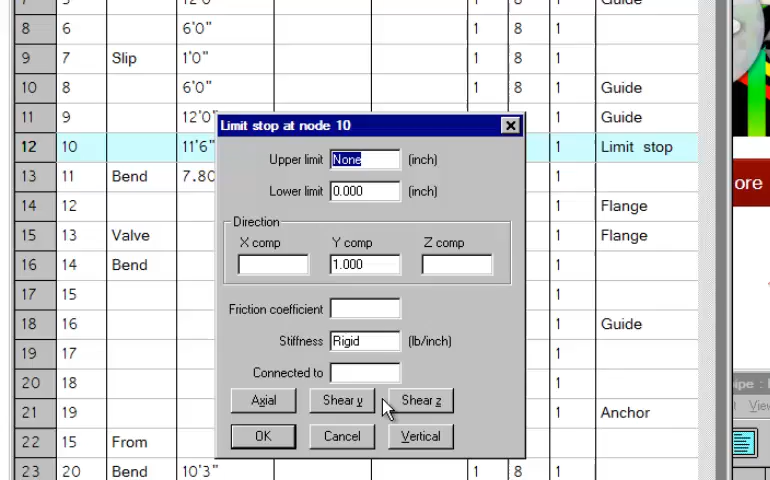 7 5 12'0" 1 8 1 Guide
8 6 6'0" 1 8 1
9 7 Slip 1'0" 1 8 1
10 8 6'0" 1 8 1 Guide
11 9 12'0" 1 Guide
12 10 11'6" 1 Limit stop
13 11 Bend 7.80 1
14 12 1 Flange
15 13 Valve 1 Flange
16 14 Bend 1
17 15 1
18 16 1 Guide
19 17 1
20 18 1
21 19 1 Anchor
22 15 From
23 20 Bend 10'3" 1 8 1
Limit stop at node 10
Upper limit None (inch)
Lower limit 0.000 (inch)
Direction
X comp Y comp Z comp
1.000
Friction coefficient
Stiffness Rigid (lb/inch)
Connected to
Axial Shear y Shear z
OK Cancel Vertical
ore
pipe :
View